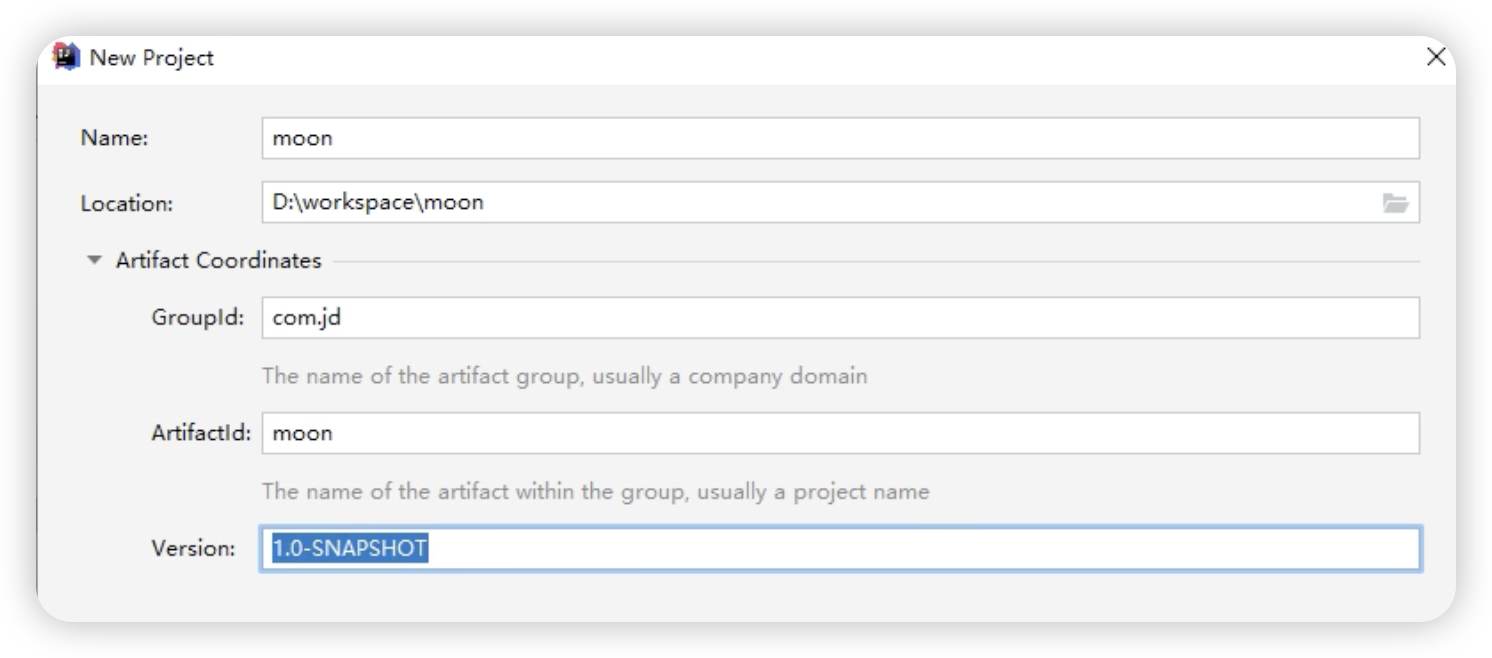 New Project
Name: moon
Location: D:\workspace\moon
Artifact Coordinates
GroupId: com.jd
The name of the artifact group, usually a company domain
ArtifactId: moon
The name of the artifact within the group, usually a project name
Version: 1.0-SNAPSHOT